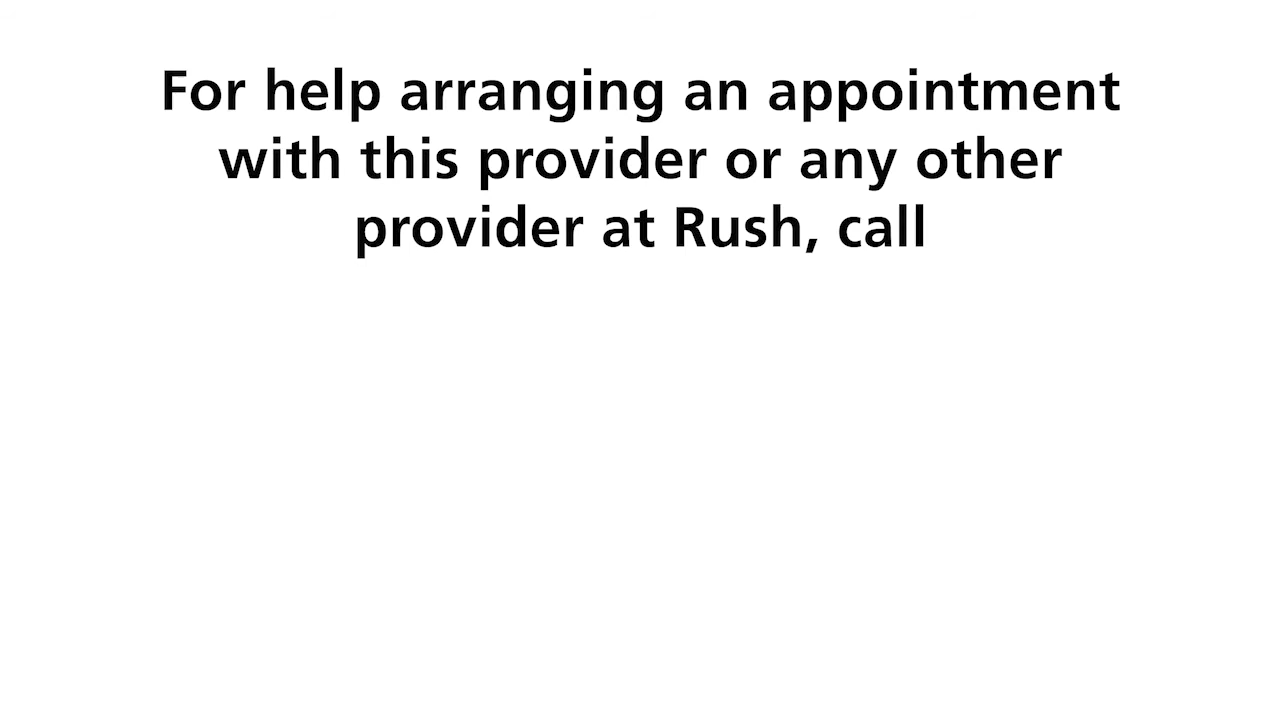 For help arranging an appointment
with this provider or any other
provider at Rush, call